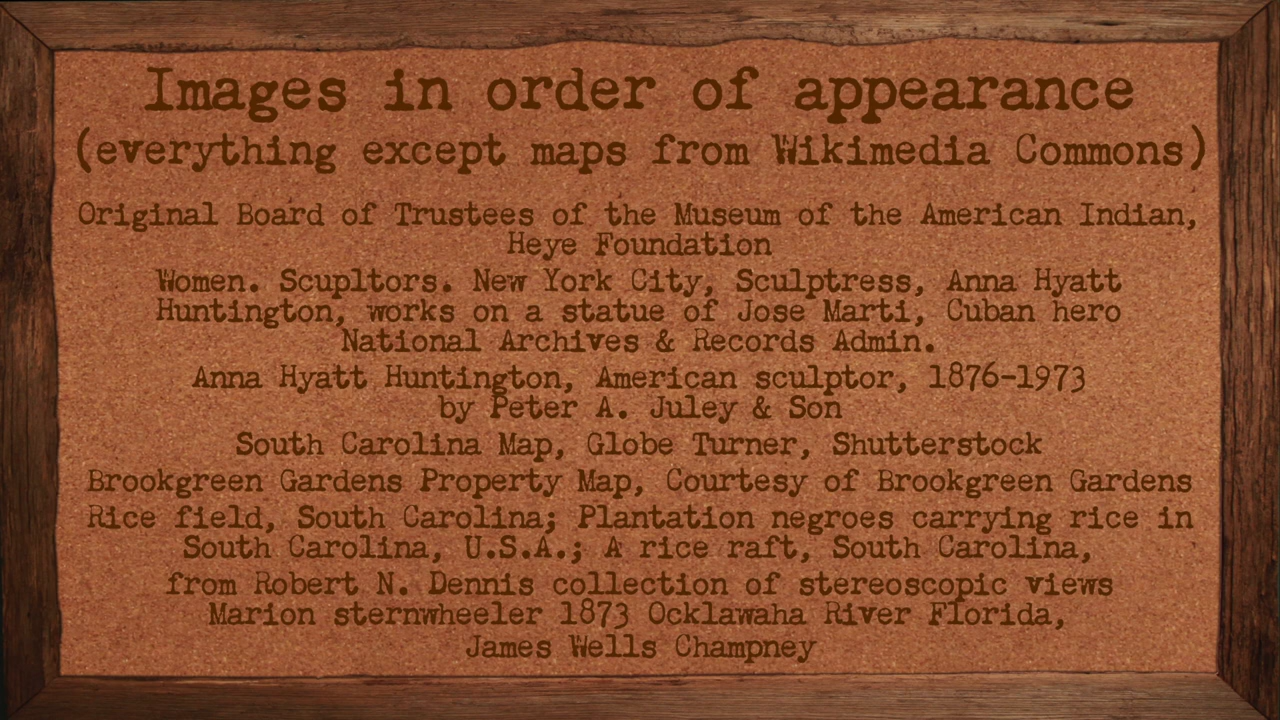 Images in order of appearance
(everything except maps from Wikimedia Commons)
Original Board of Trustees of the Museum of the American Indian,
Heye Foundation
Women. Scupltors. New York City, Sculptress, Anna Hyatt
Huntington, works on a statue of Jose Marti, Cuban hero
National Archives & Records Admin.
Anna Hyatt Huntington, American sculptor, 1876-1973
by Peter A. Juley & Son
South Carolina Map, Globe Turner, Shutterstock
Brookgreen Gardens Property Map, Courtesy of Brookgreen Gardens
Rice field, South Carolina; Plantation negroes carrying rice in
South Carolina, U.S.A.; A rice raft, South Carolina,
from Robert N. Dennis collection of stereoscopic views
Marion sternwheeler 1873 Ocklawaha River Florida,
James Wells Champney